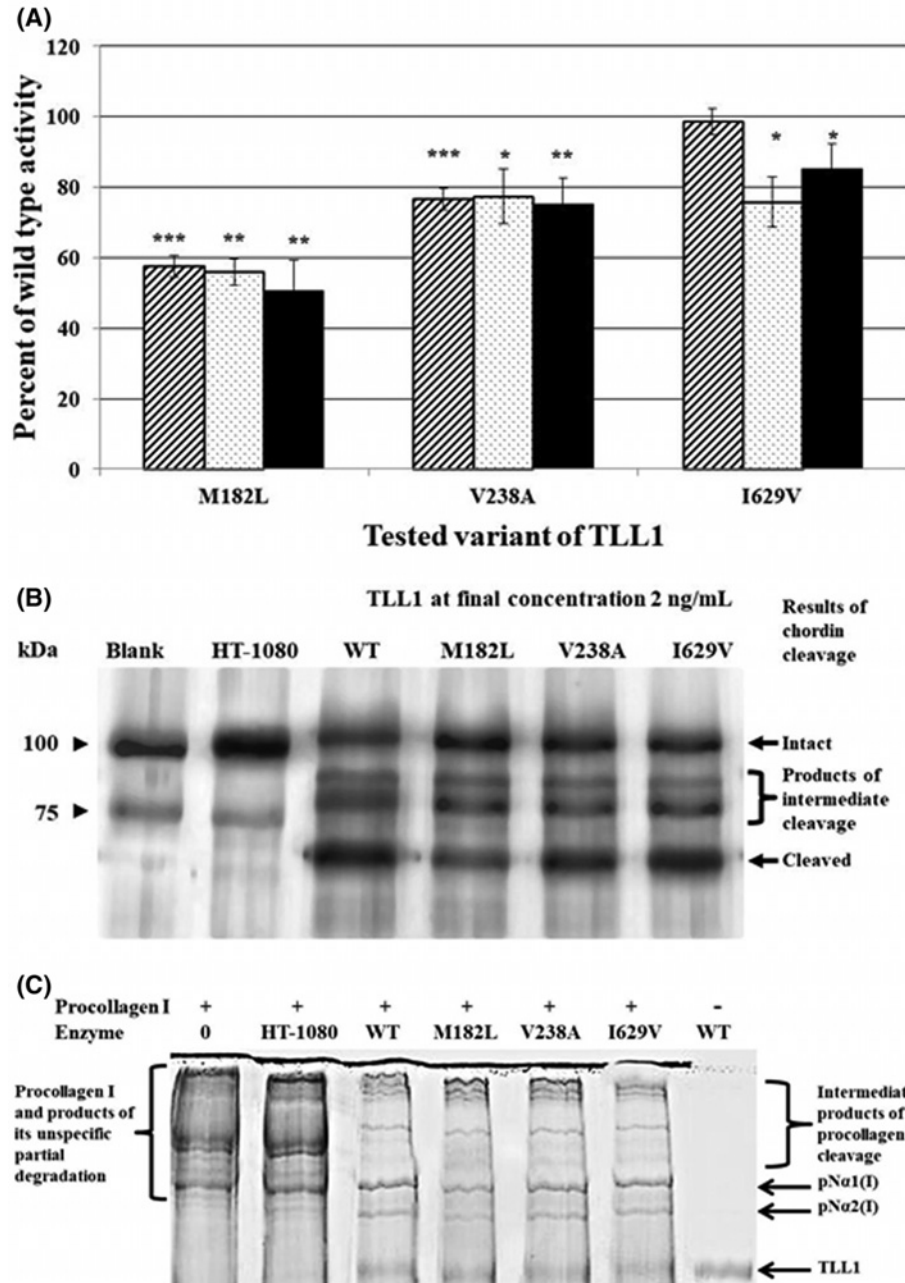 (A)
120
100
80
60
40
20
0
Percent of wild type activity
*** ** **
*** * **
* *
M182L V238A I629V
Tested variant of TLL1
(B)
TLL1 at final concentration 2 ng/mL
Results of
chordin
cleavage
kDa Blank HT-1080 WT M182L V238A I629V
100
75
Intact
Products of
intermediate
cleavage
Cleaved
(C)
Procollagen I + + + + + + -
Enzyme 0 HT-1080 WT M182L V238A I629V WT
Procollagen I
and products of
its unspecific
partial
degradation
Intermediat
products of
procollagen
cleavage
pNα1(I)
pNα2(I)
TLL1